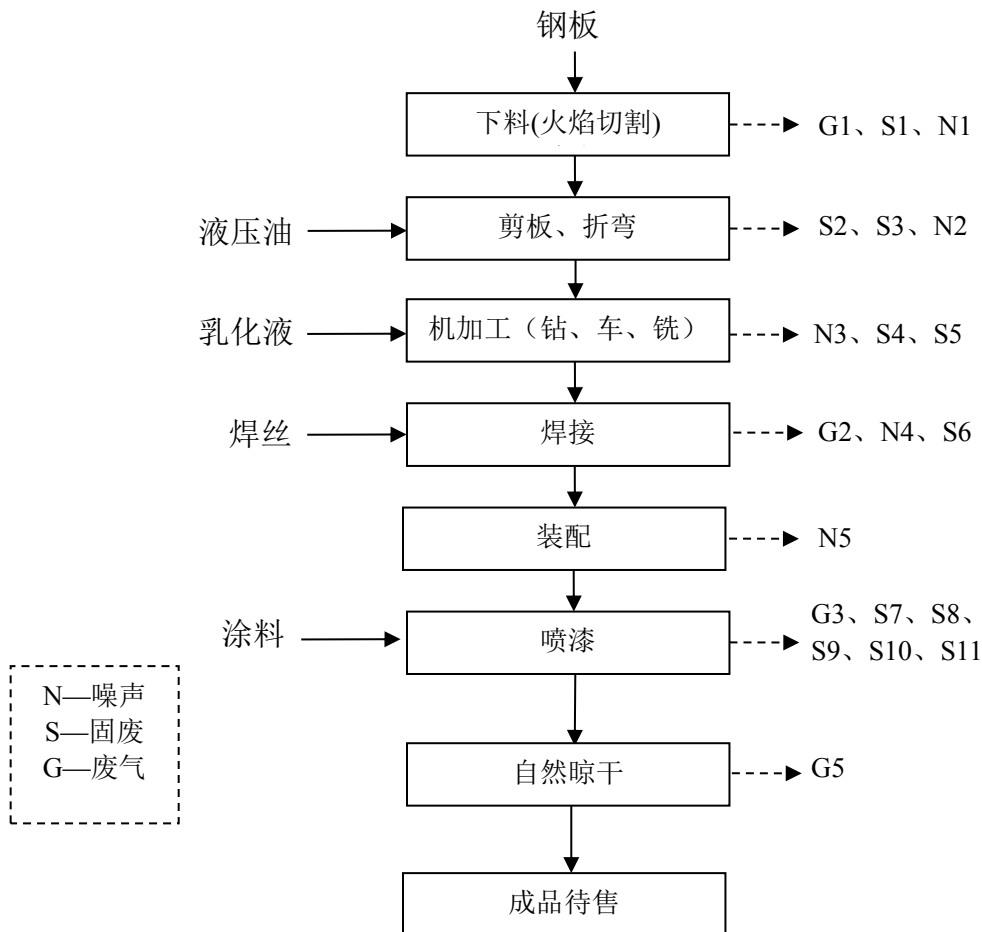 钢板
下料(火焰切割)
G1、S1、N1
液压油
剪板、折弯
S2、S3、N2
乳化液
机加工（钻、车、铣）
N3、S4、S5
焊丝
焊接
G2、N4、S6
装配
N5
涂料
喷漆
G3、S7、S8、
S9、S10、S11
N—噪声
S—固废
G—废气
自然晾干
G5
成品待售